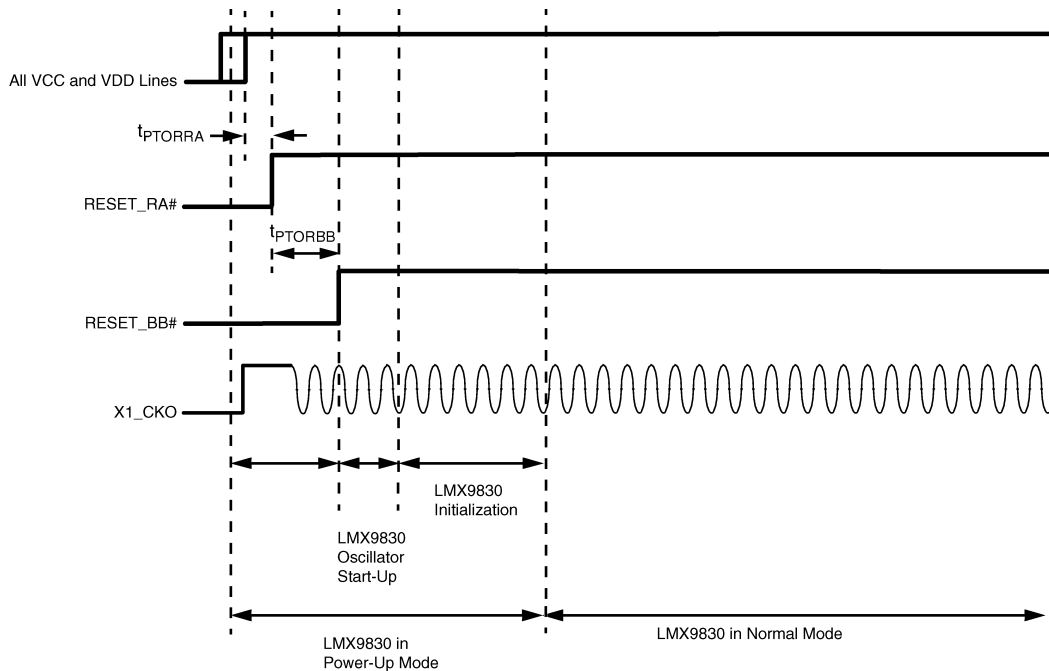 All VCC and VDD Lines
tPTORRA
RESET_RA#
tPTORBB
RESET_BB#
X1_CKO
LMX9830
Initialization
LMX9830
Oscillator
Start-Up
LMX9830 in
Power-Up Mode
LMX9830 in Normal Mode